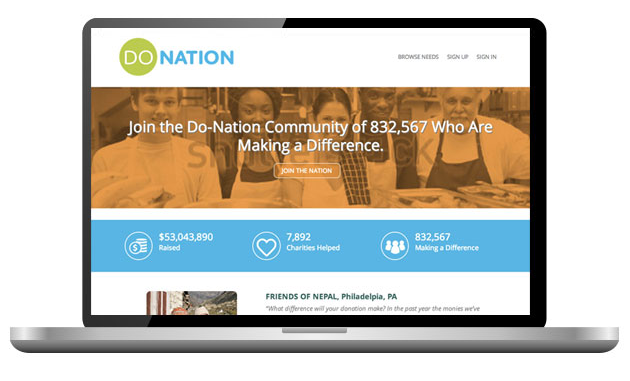 DO NATION
BROWSE NEEDS SIGN UP SIGN IN
Join the Do-Nation Community of 832,567 Who Are
Making a Difference.
JOIN THE NATION
$53,043,890
Raised
7,892
Charities Helped
832,567
Making a Difference
FRIENDS OF NEPAL, Philadelpia, PA
"What difference will your donation make? In the past year the monies we've